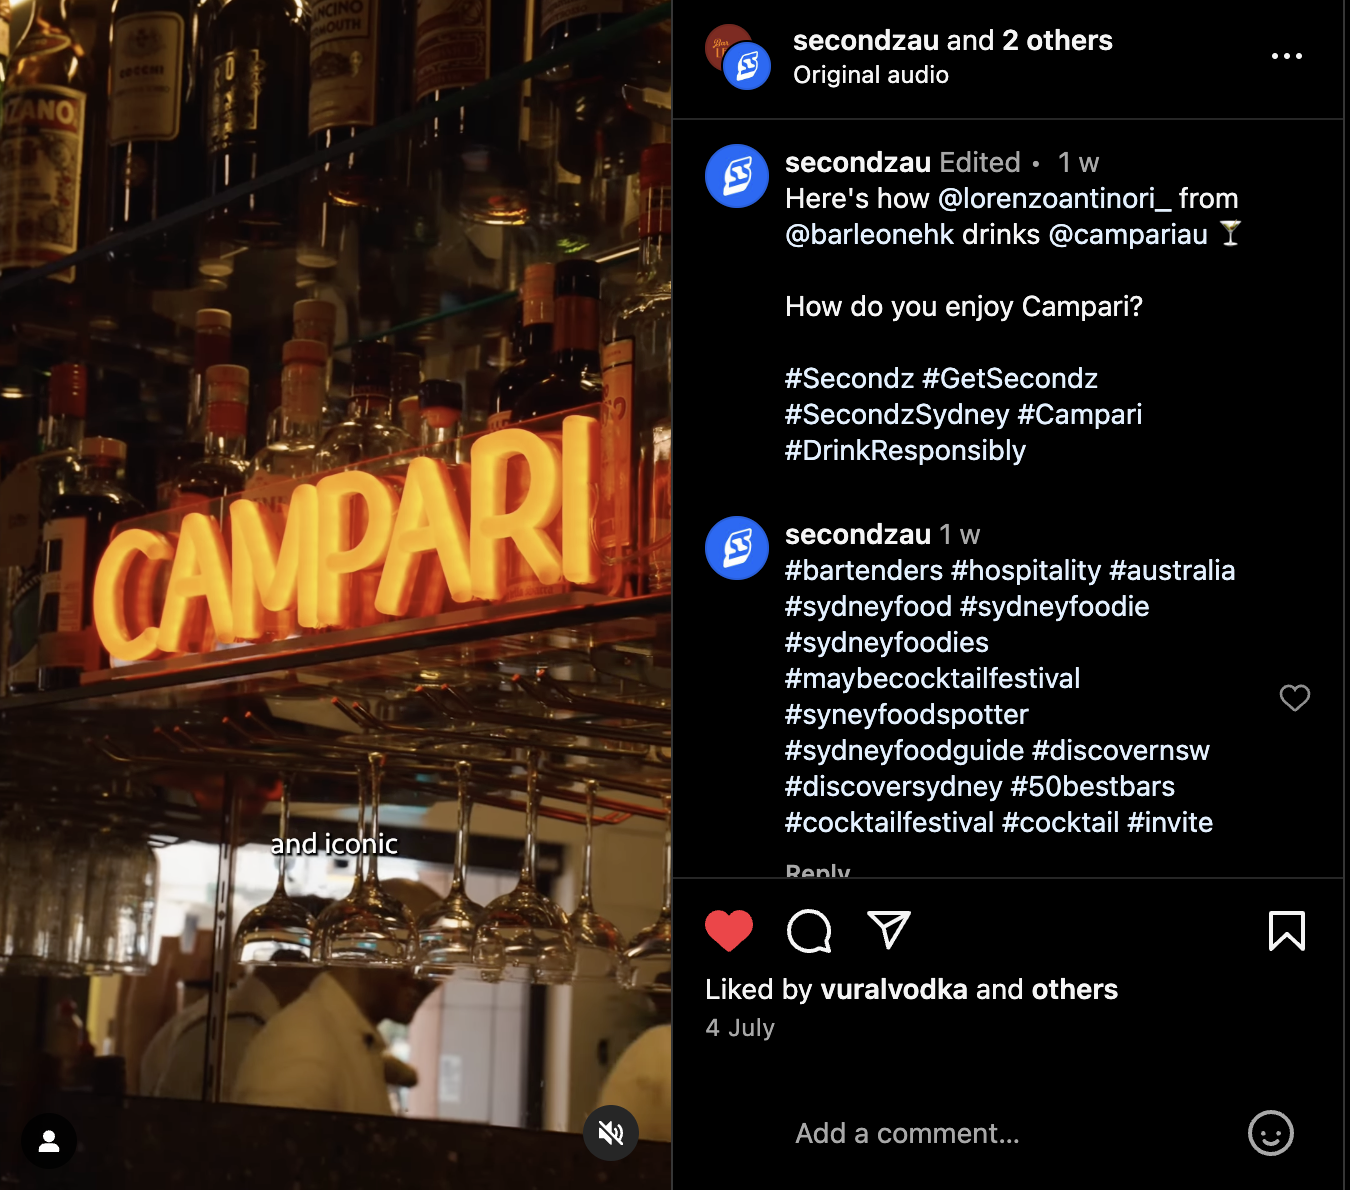 ZANO
COCCHI
ANCINO
VERMOUTH
CAMPARI
and iconic
secondzau and 2 others
Original audio
secondzau Edited • 1 w
Here's how @lorenzoantinori_ from
@barleonehk drinks @campariau 🍸
How do you enjoy Campari?
#Secondz #GetSecondz
#SecondzSydney #Campari
#DrinkResponsibly
secondzau 1 w
#bartenders #hospitality #australia
#sydneyfood #sydneyfoodie
#sydneyfoodies
#maybecocktailfestival
#syneyfoodspotter
#sydneyfoodguide #discovernsw
#discoversydney #50bestbars
#cocktailfestival #cocktail #invite
Reply
Liked by vuralvodka and others
4 July
Add a comment...